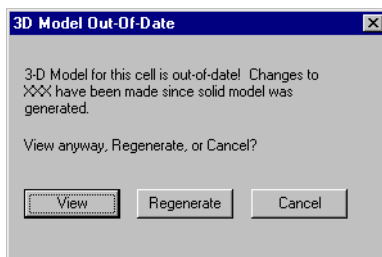 3D Model Out-Of-Date
3-D Model for this cell is out-of-date! Changes to
XXX have been made since solid model was
generated.
View anyway, Regenerate, or Cancel?
View Regenerate Cancel